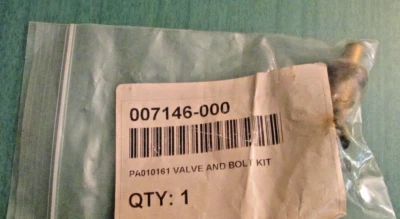 007146-000
PA010161 VALVE AND BOLT KIT
QTY: 1